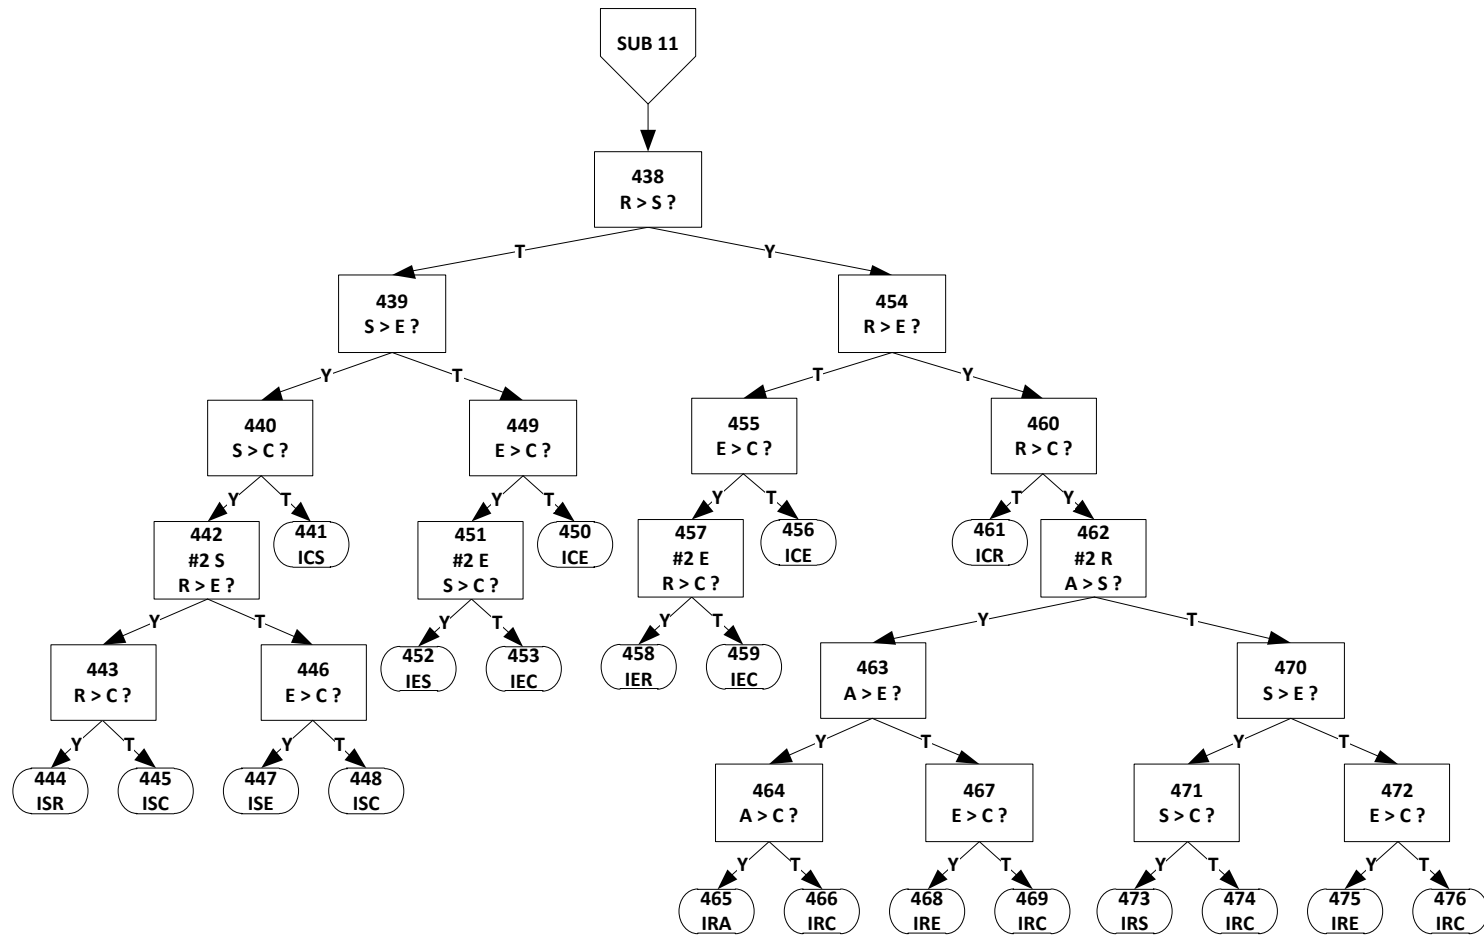 SUB 11
438
R > S ?
T
Y
439
S > E ?
454
R > E ?
Y
T
T
Y
440
S > C ?
449
E > C ?
455
E > C ?
460
R > C ?
Y
T
Y
T
Y
T
T
Y
442
#2 S
R > E ?
441
ICS
451
#2 E
S > C ?
450
ICE
457
#2 E
R > C ?
456
ICE
461
ICR
462
#2 R
A > S ?
Y
T
Y
T
Y
T
Y
T
443
R > C ?
446
E > C ?
452
IES
453
IEC
458
IER
459
IEC
463
A > E ?
470
S > E ?
Y
T
Y
T
Y
T
Y
T
444
ISR
445
ISC
447
ISE
448
ISC
464
A > C ?
467
E > C ?
471
S > C ?
472
E > C ?
Y
T
Y
T
Y
T
Y
T
465
IRA
466
IRC
468
IRE
469
IRC
473
IRS
474
IRC
475
IRE
476
IRC